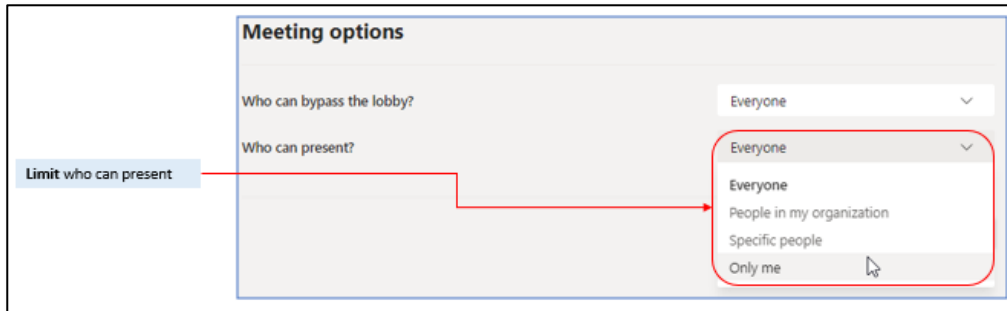 Meeting options
Who can bypass the lobby?
Everyone
Who can present?
Everyone
Limit who can present
Everyone
People in my organization
Specific people
Only me